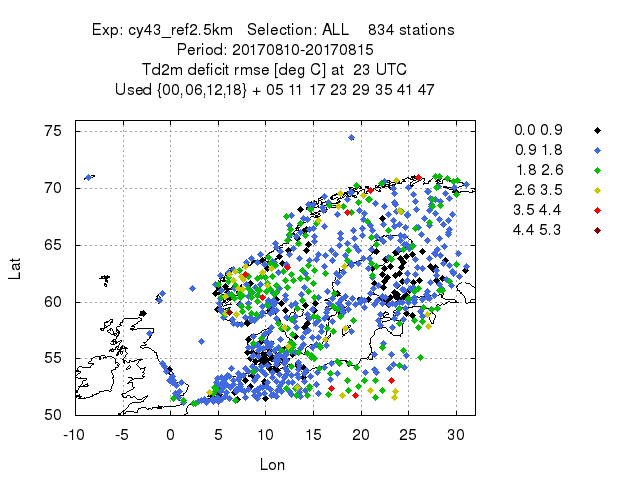 Exp: cy43_ref2.5km   Selection: ALL    834 stations
Period: 20170810-20170815
Td2m deficit rmse [deg C] at  23 UTC
Used {00,06,12,18} + 05 11 17 23 29 35 41 47
75
70
65
60
55
50
Lat
-10 -5 0 5 10 15 20 25 30
Lon
0.0 0.9
0.9 1.8
1.8 2.6
2.6 3.5
3.5 4.4
4.4 5.3